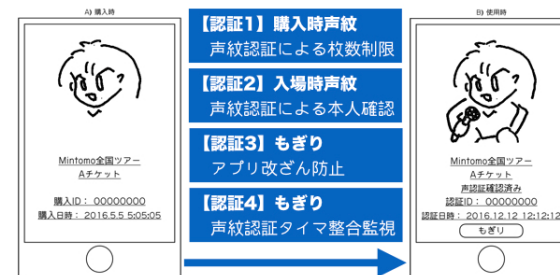 A) 購入時
Mintomo全国ツアー
Aチケット
購入ID： 00000000
購入日時： 2016.5.5 5:05:05
【認証1】購入時声紋
声紋認証による枚数制限
【認証2】入場時声紋
声紋認証による本人確認
【認証3】もぎり
アプリ改ざん防止
【認証4】もぎり
声紋認証タイマ整合監視
B) 使用時
Mintomo全国ツアー
Aチケット
声認証確認済み
認証ID： 00000000
認証日時： 2016.12.12 12:12:12
もぎり